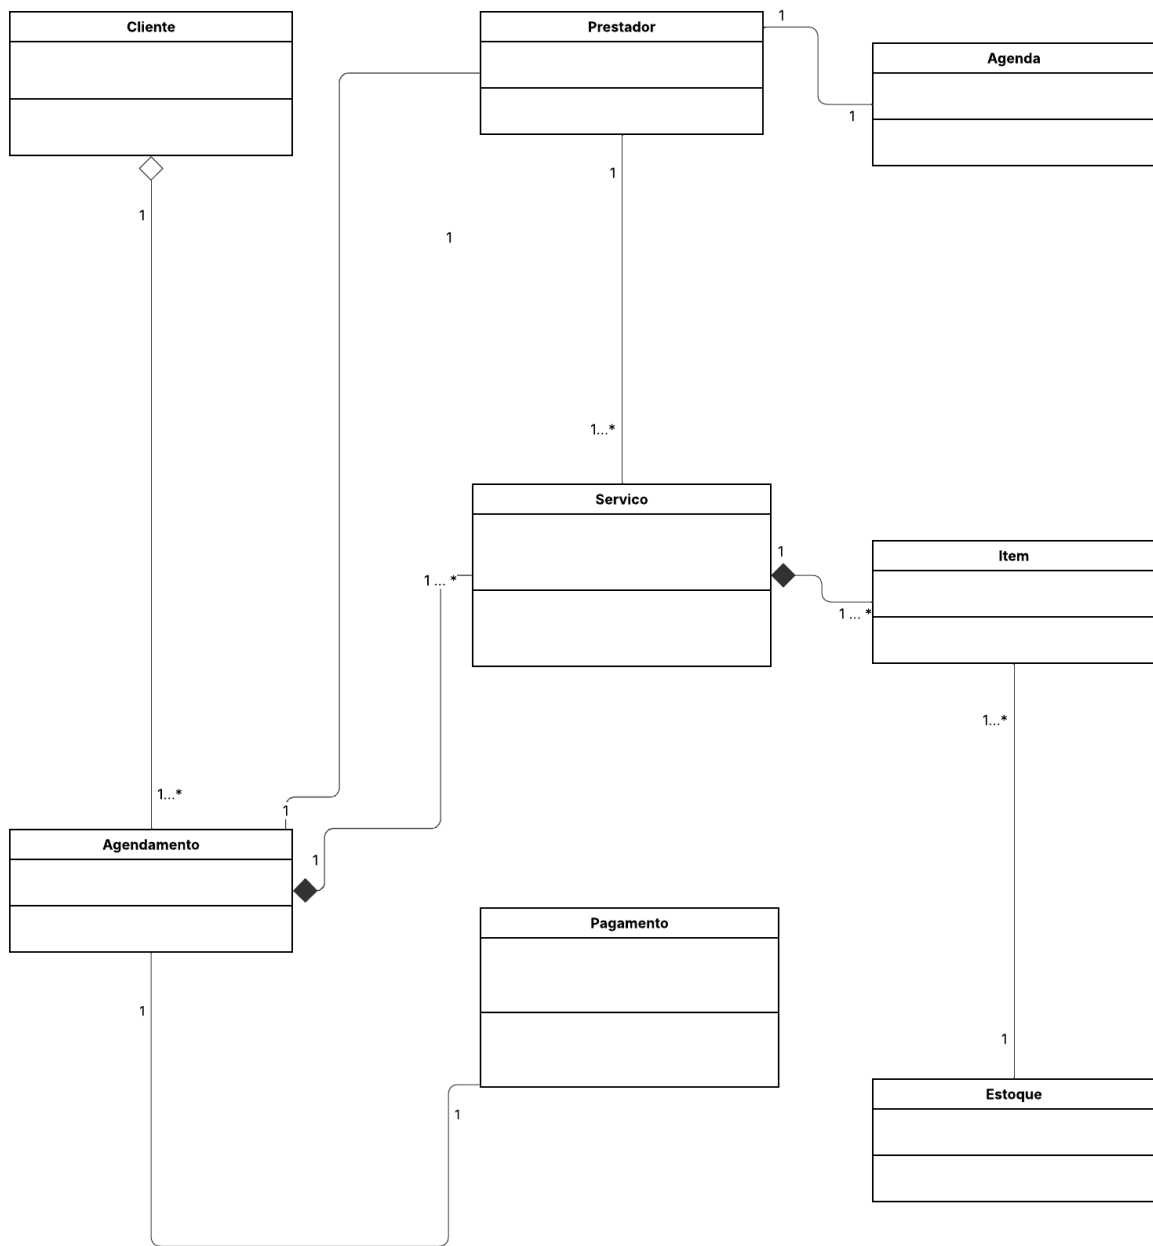 Cliente
Prestador
1
Agenda
1
1
1
1
1...*
Servico
1
1 ... *
Item
1 ... *
1...*
1...*
1
Agendamento
1
Pagamento
1
1
1
Estoque